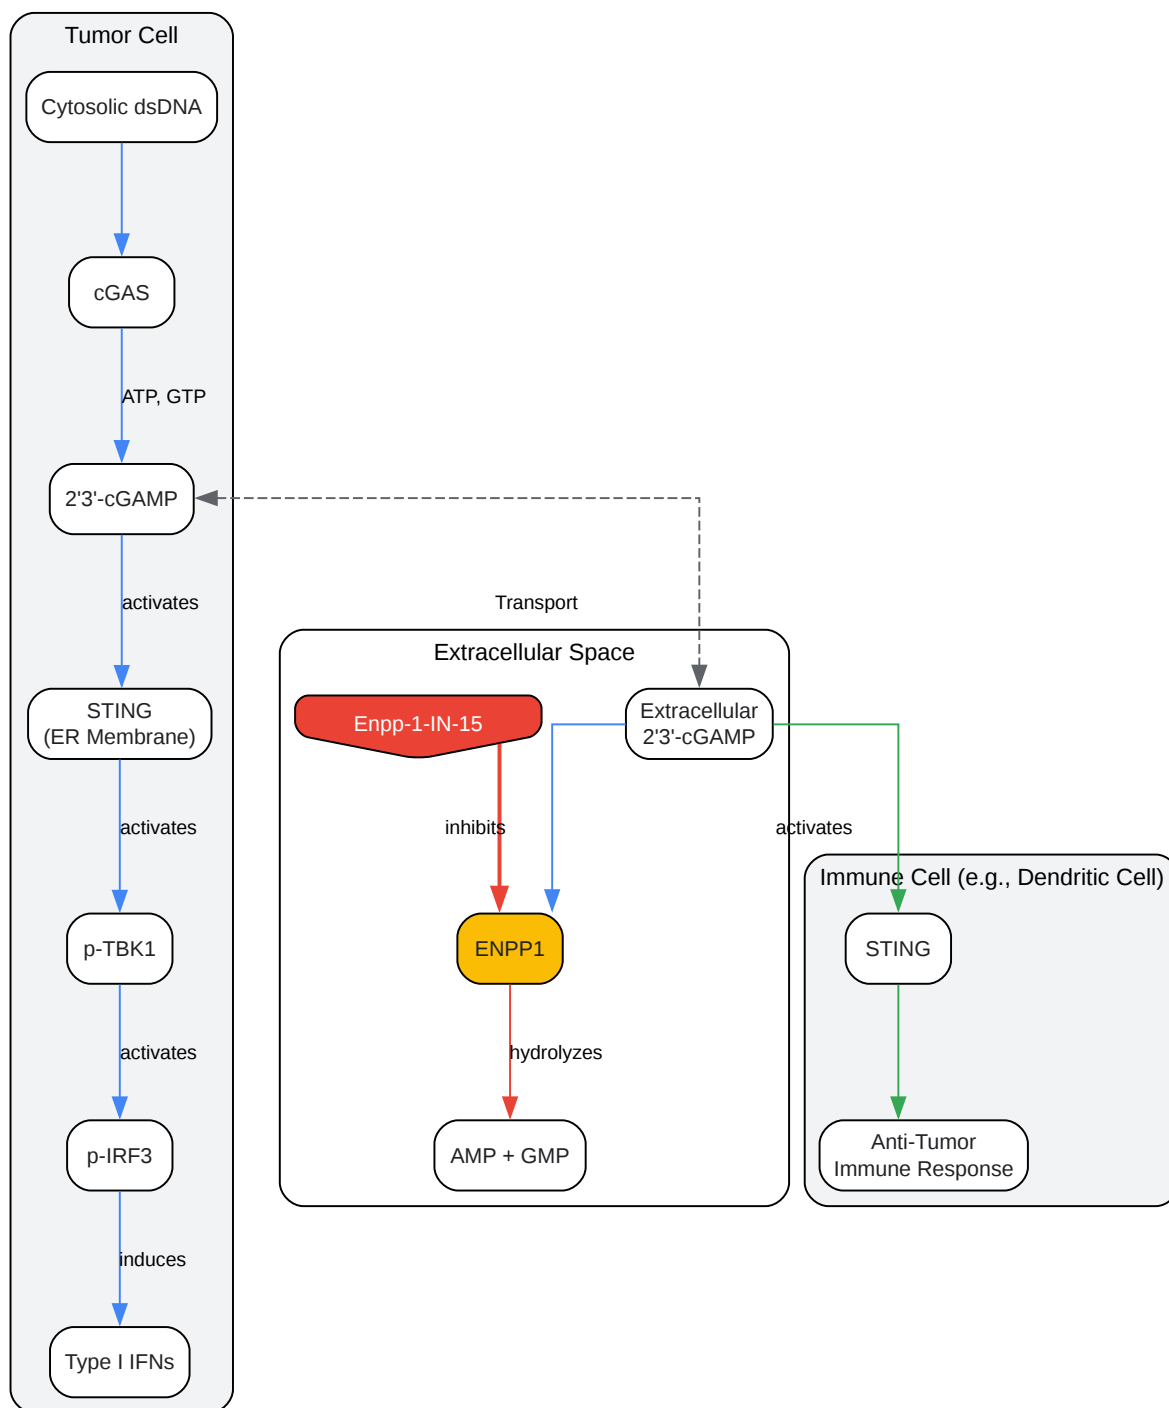 Tumor Cell
Cytosolic dsDNA
cGAS
ATP, GTP
2'3'-cGAMP
activates
STING
(ER Membrane)
activates
p-TBK1
activates
p-IRF3
induces
Type I IFNs
Transport
Extracellular Space
Enpp-1-IN-15
Extracellular
2'3'-cGAMP
inhibits
ENPP1
hydrolyzes
AMP + GMP
activates
Immune Cell (e.g., Dendritic Cell)
STING
Anti-Tumor
Immune Response